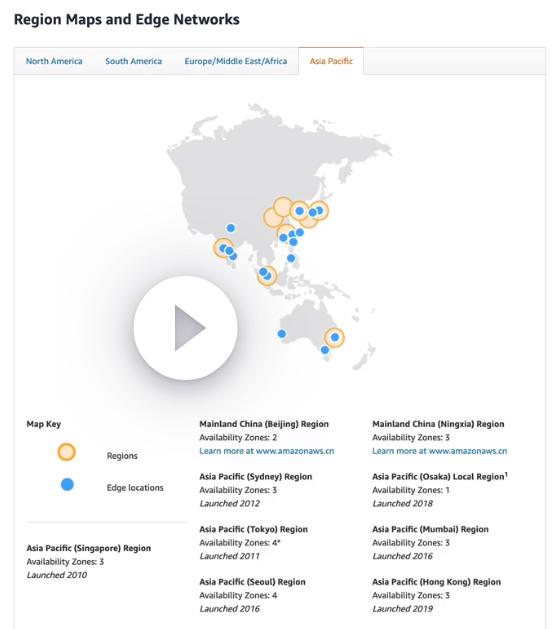 Region Maps and Edge Networks
North America
South America
Europe/Middle East/Africa
Asia Pacific
Map Key
Regions
Edge locations
Asia Pacific (Singapore) Region
Availability Zones: 3
Launched 2010
Mainland China (Beijing) Region
Availability Zones: 2
Learn more at www.amazonaws.cn
Asia Pacific (Sydney) Region
Availability Zones: 3
Launched 2012
Asia Pacific (Tokyo) Region
Availability Zones: 4*
Launched 2011
Asia Pacific (Seoul) Region
Availability Zones: 4
Launched 2016
Mainland China (Ningxia) Region
Availability Zones: 3
Learn more at www.amazonaws.cn
Asia Pacific (Osaka) Local Region¹
Availability Zones: 1
Launched 2018
Asia Pacific (Mumbai) Region
Availability Zones: 3
Launched 2016
Asia Pacific (Hong Kong) Region
Availability Zones: 3
Launched 2019